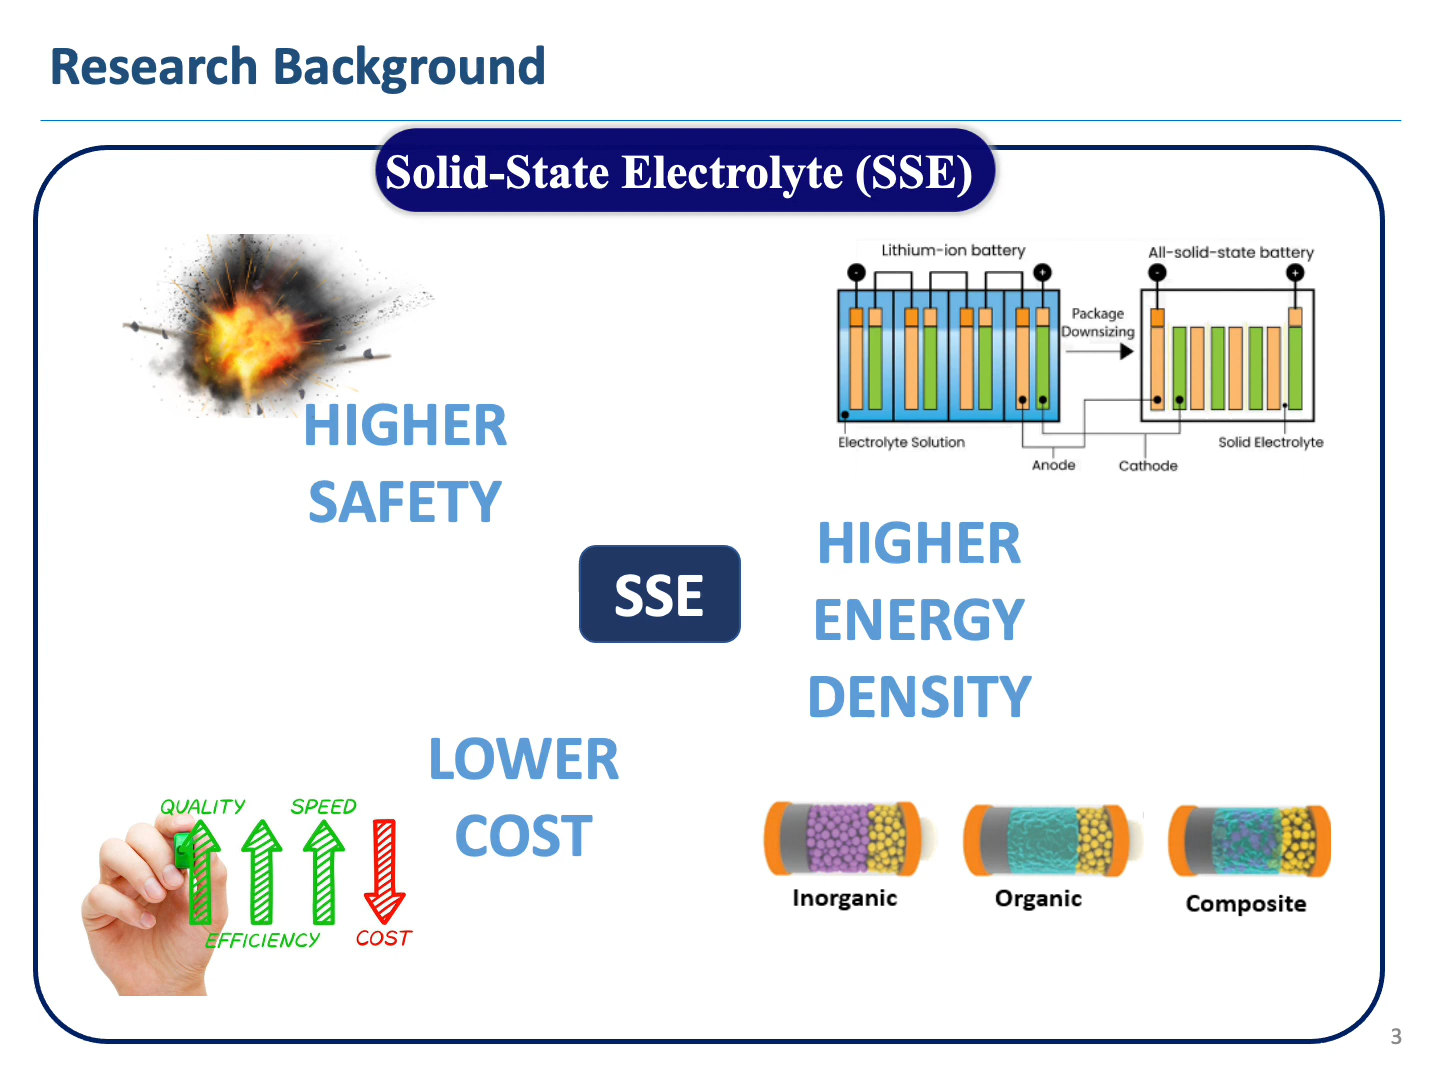 Research Background
Solid-State Electrolyte (SSE)
Lithium-ion battery
All-solid-state battery
-
+
-
+
Package
Downsizing
Electrolyte Solution
Solid Electrolyte
Anode
Cathode
HIGHER
SAFETY
SSE
HIGHER
ENERGY
DENSITY
LOWER
COST
QUALITY
SPEED
EFFICIENCY
COST
Inorganic
Organic
Composite
3